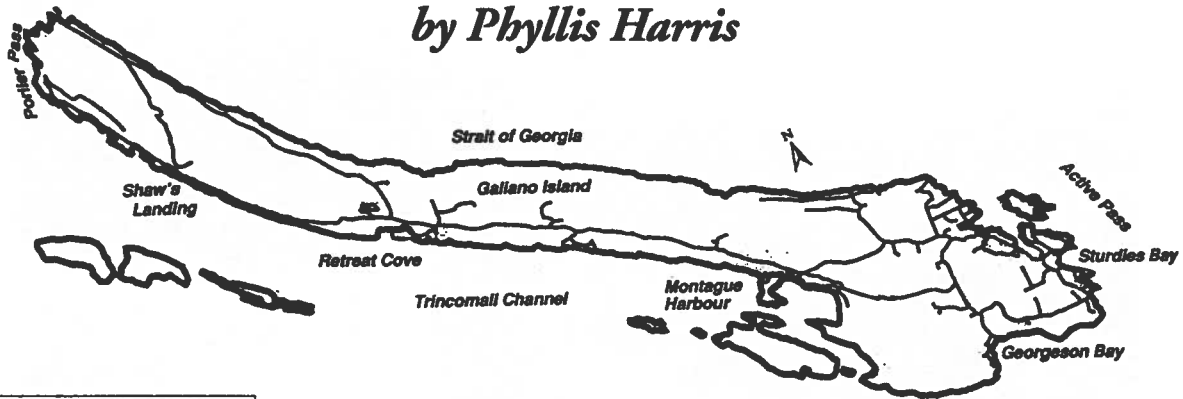 by Phyllis Harris
Porlier Pass
Strait of Georgia
N
Active Pass
Galiano Island
Shaw's
Landing
Sturdies Bay
Retreat Cove
Montague
Harbour
Trincomali Channel
Georgeson Bay